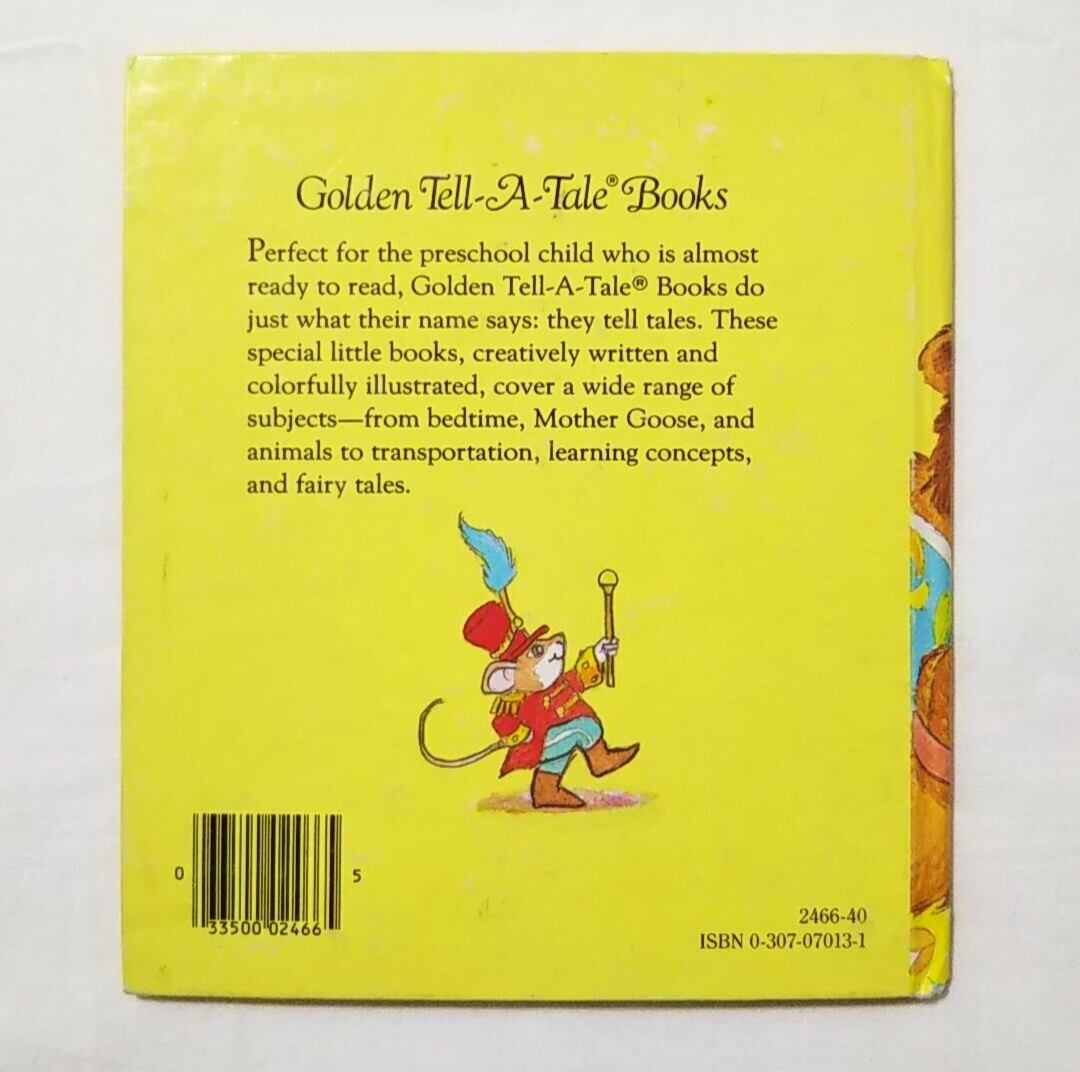 Golden Tell-A-Tale® Books
Perfect for the preschool child who is almost
ready to read, Golden Tell-A-Tale® Books do
just what their name says: they tell tales. These
special little books, creatively written and
colorfully illustrated, cover a wide range of
subjects—from bedtime, Mother Goose, and
animals to transportation, learning concepts,
and fairy tales.
0 33500 02466 5
2466-40
ISBN 0-307-07013-1